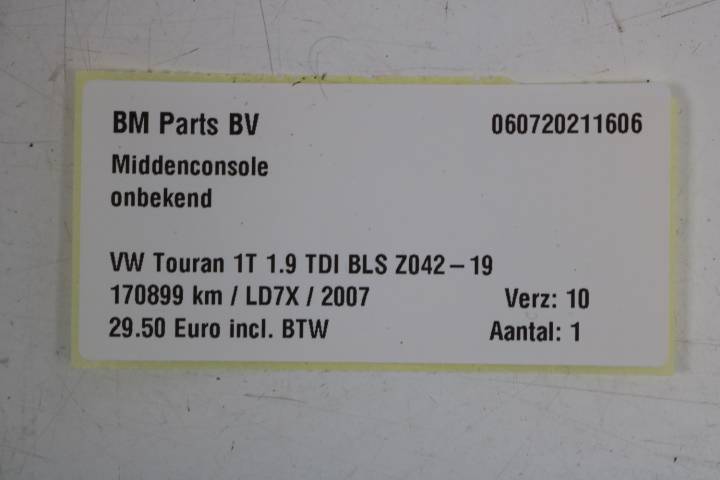 BM Parts BV 060720211606
Middenconsole
onbekend
VW Touran 1T 1.9 TDI BLS Z042-19
170899 km / LD7X / 2007 Verz: 10
29.50 Euro incl. BTW Aantal: 1